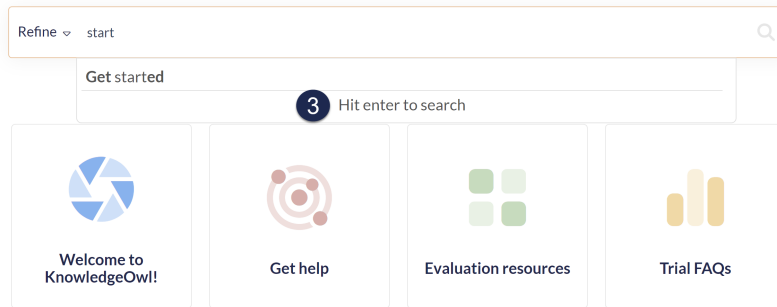 Refine start
Get started
3 Hit enter to search
Welcome to
KnowledgeOwl!
Get help
Evaluation resources
Trial FAQs